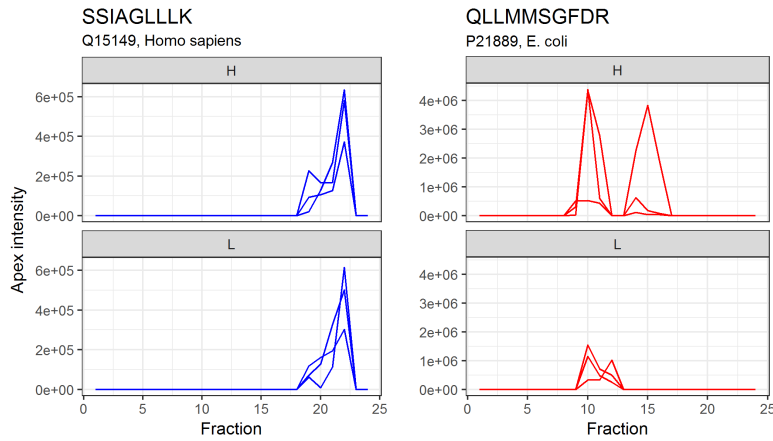 SSIAGLLLK
Q15149, Homo sapiens
H
6e+05
4e+05
2e+05
0e+00
L
6e+05
4e+05
2e+05
0e+00
0 5 10 15 20 25
Fraction
Apex intensity
QLLMMSGFDR
P21889, E. coli
H
4e+06
3e+06
2e+06
1e+06
0e+00
L
4e+06
3e+06
2e+06
1e+06
0e+00
0 5 10 15 20 25
Fraction